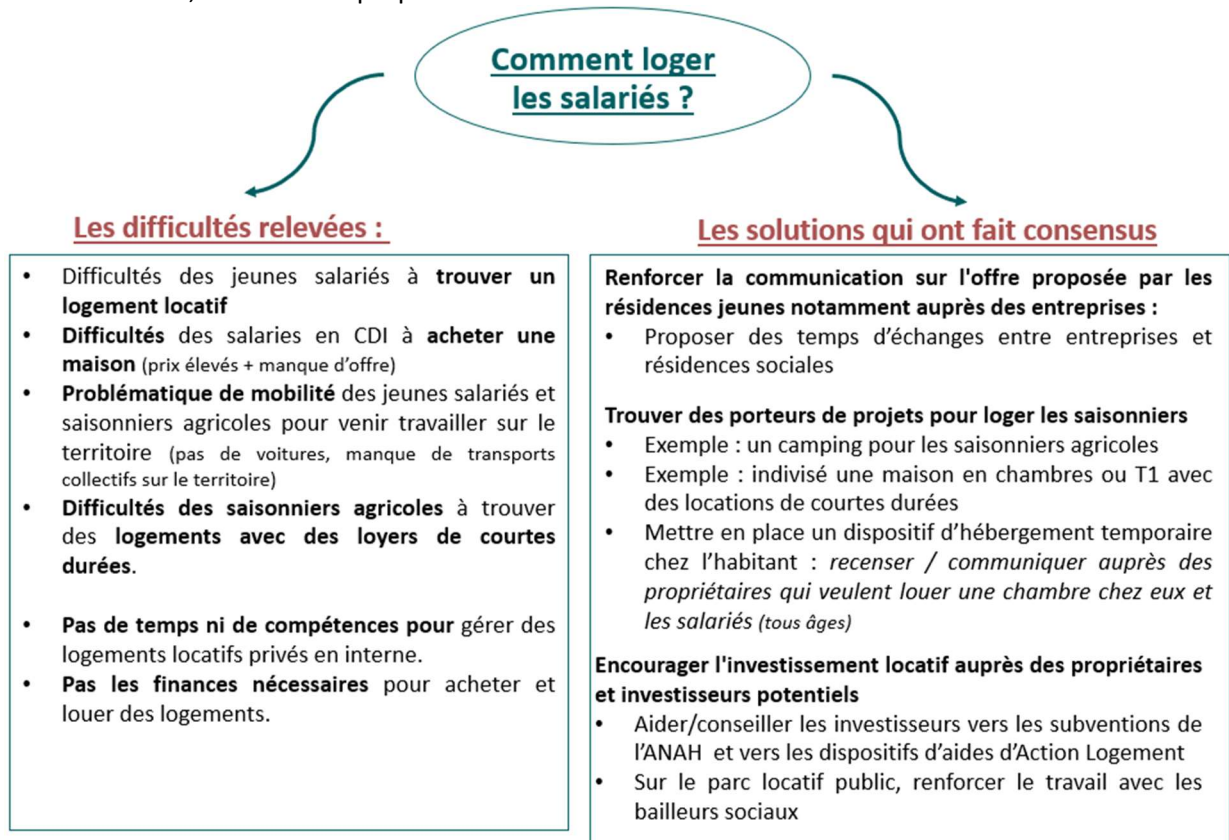 Comment loger
les salariés ?
Les difficultés relevées :
• Difficultés des jeunes salariés à trouver un
logement locatif
• Difficultés des salaries en CDI à acheter une
maison (prix élevés + manque d'offre)
• Problématique de mobilité des jeunes salariés et
saisonniers agricoles pour venir travailler sur le
territoire (pas de voitures, manque de transports
collectifs sur le territoire)
• Difficultés des saisonniers agricoles à trouver
des logements avec des loyers de courtes
durées.
• Pas de temps ni de compétences pour gérer des
logements locatifs privés en interne.
• Pas les finances nécessaires pour acheter et
louer des logements.
Les solutions qui ont fait consensus
Renforcer la communication sur l'offre proposée par les
résidences jeunes notamment auprès des entreprises :
• Proposer des temps d'échanges entre entreprises et
résidences sociales
Trouver des porteurs de projets pour loger les saisonniers
• Exemple : un camping pour les saisonniers agricoles
• Exemple : indivisé une maison en chambres ou T1 avec
des locations de courtes durées
• Mettre en place un dispositif d'hébergement temporaire
chez l'habitant : recenser / communiquer auprès des
propriétaires qui veulent louer une chambre chez eux et
les salariés (tous âges)
Encourager l'investissement locatif auprès des propriétaires
et investisseurs potentiels
• Aider/conseiller les investisseurs vers les subventions de
l'ANAH et vers les dispositifs d'aides d'Action Logement
• Sur le parc locatif public, renforcer le travail avec les
bailleurs sociaux